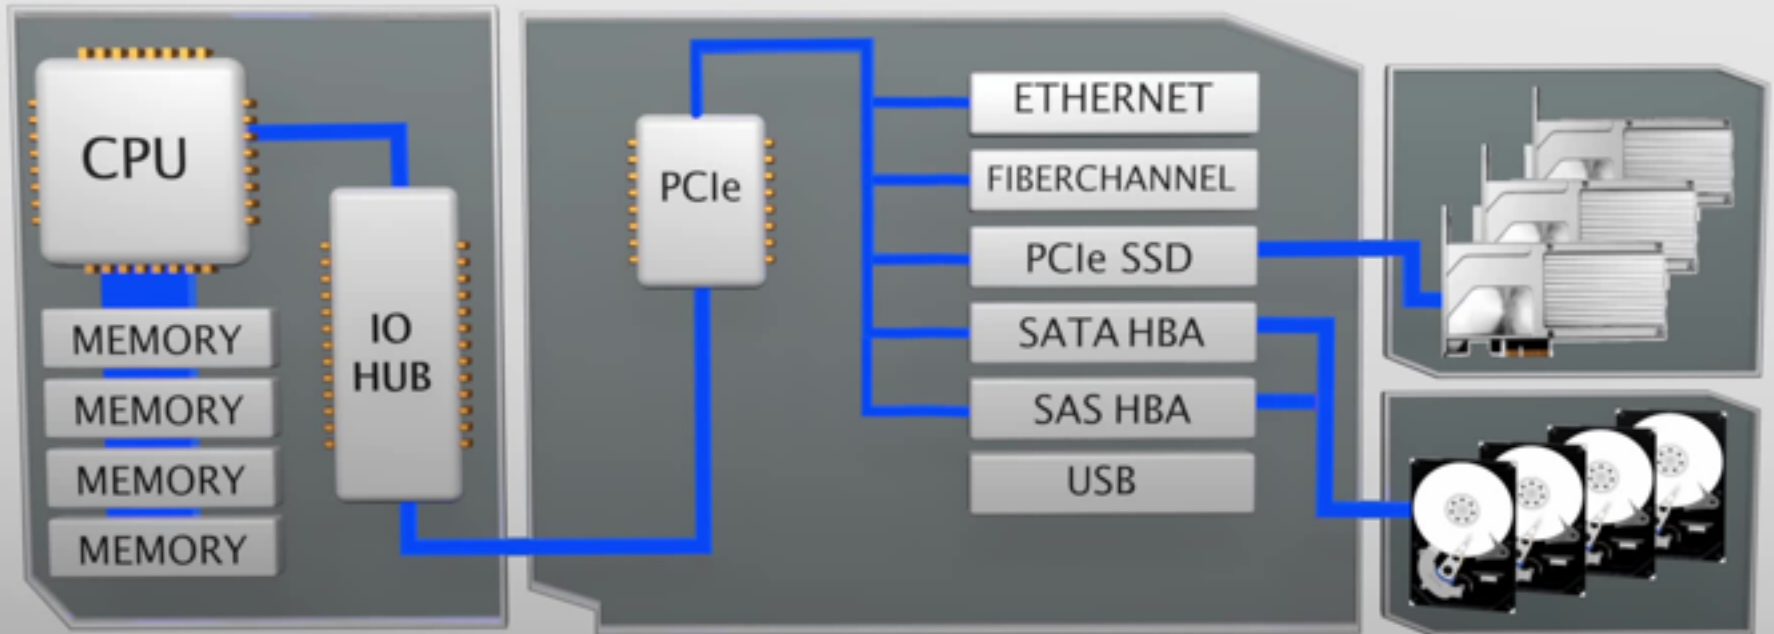 CPU
MEMORY
MEMORY
MEMORY
MEMORY
IO
HUB
PCIe
ETHERNET
FIBERCHANNEL
PCIe SSD
SATA HBA
SAS HBA
USB